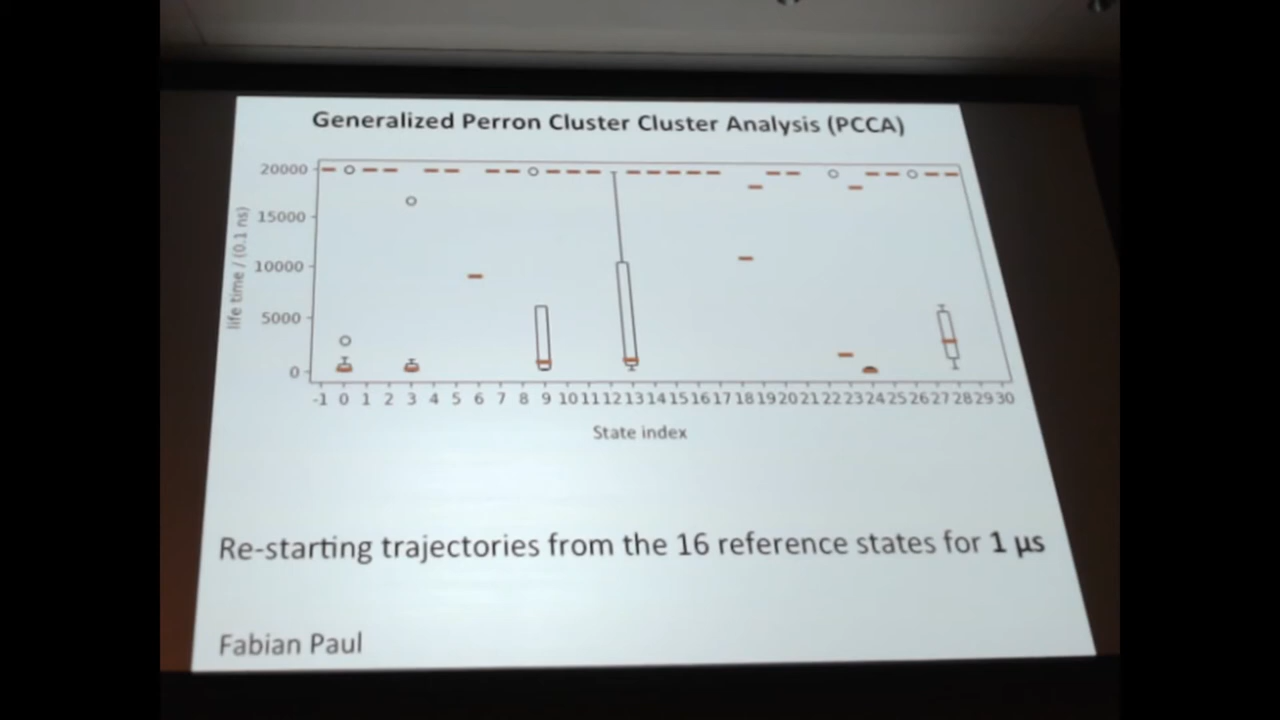 Generalized Perron Cluster Cluster Analysis (PCCA)
20000
15000
10000
5000
0
life time / (0.1 ns)
-1 0 1 2 3 4 5 6 7 8 9 10 11 12 13 14 15 16 17 18 19 20 21 22 23 24 25 26 27 28 29 30
State index
Re-starting trajectories from the 16 reference states for 1 µs
Fabian Paul